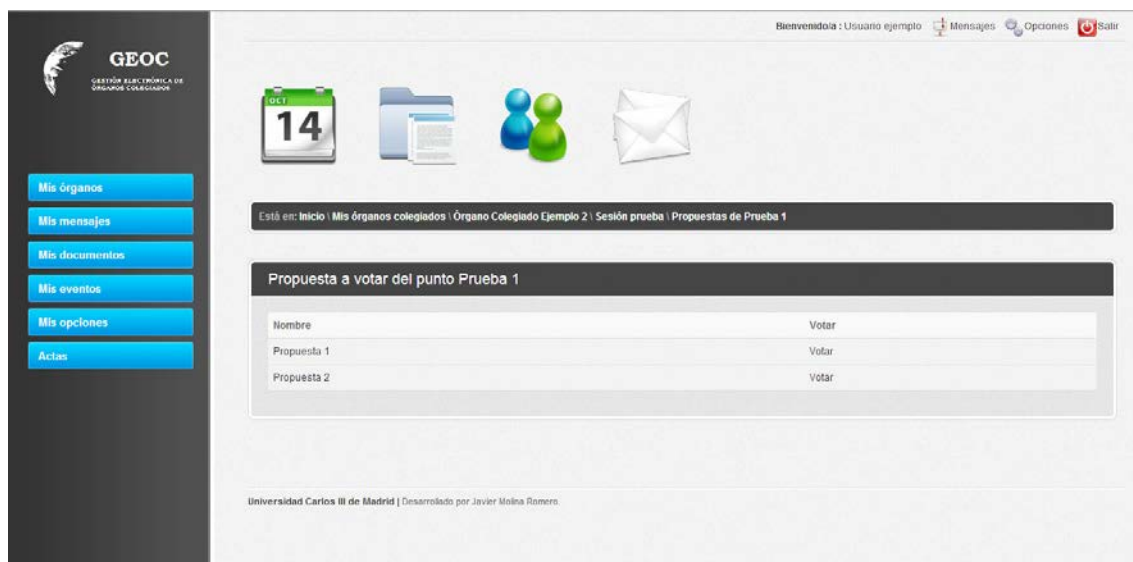 Bienvenido/a : Usuario ejemplo Mensajes Opciones Salir
GEOC
GESTIÓN ELECTRÓNICA DE
ÓRGANOS COLEGIADOS
OCT
14
Mis órganos
Mis mensajes
Mis documentos
Mis eventos
Mis opciones
Actas
Está en: Inicio \ Mis órganos colegiados \ Órgano Colegiado Ejemplo 2 \ Sesión prueba \ Propuestas de Prueba 1
Propuesta a votar del punto Prueba 1
Nombre Votar
Propuesta 1 Votar
Propuesta 2 Votar
Universidad Carlos III de Madrid | Desarrollado por Javier Molina Romero.